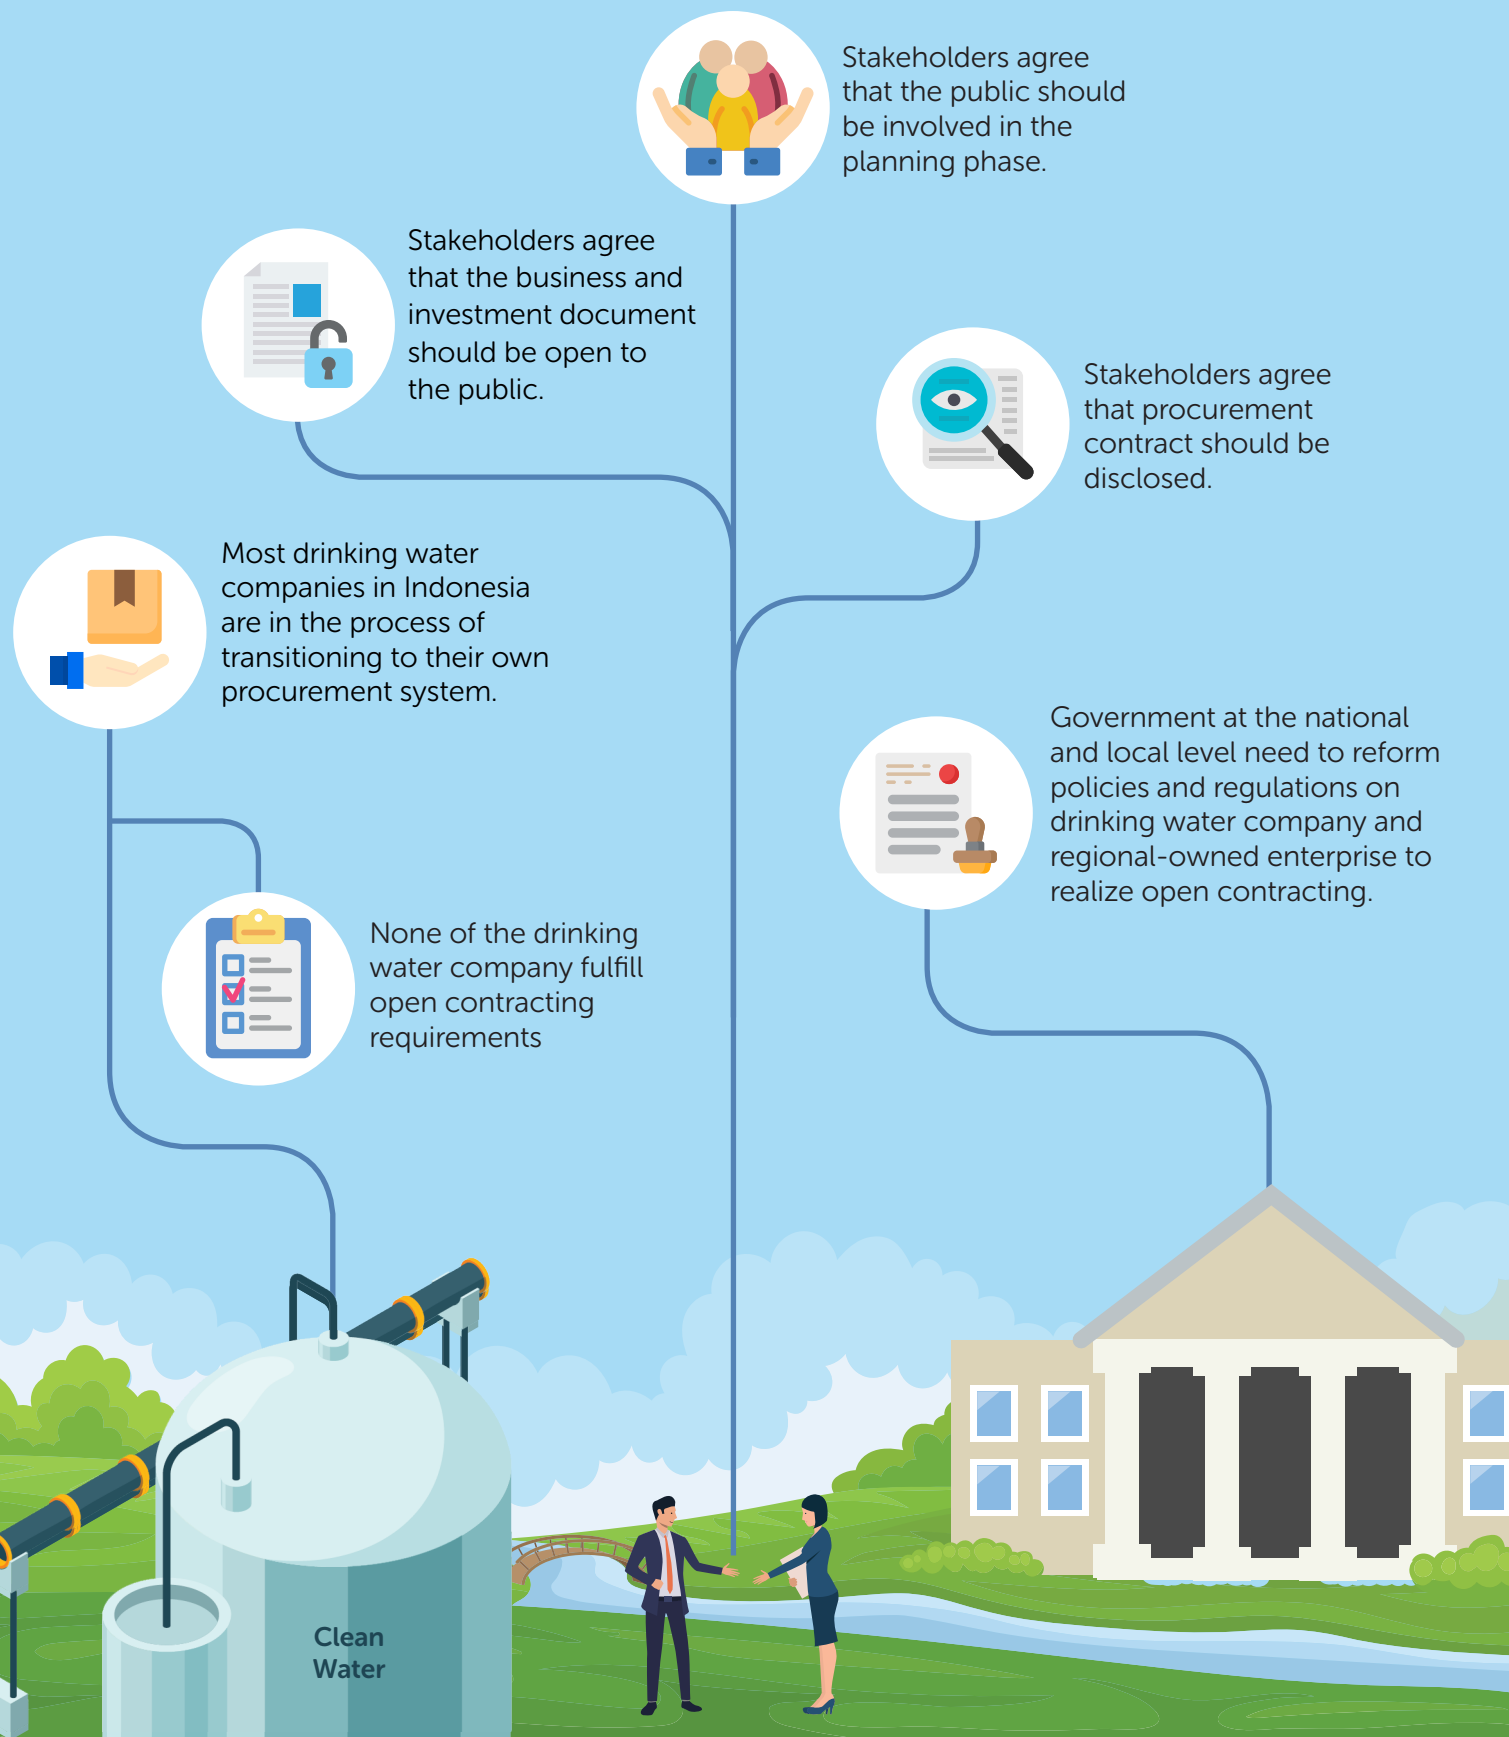 Stakeholders agree
that the public should
be involved in the
planning phase.
Stakeholders agree
that the business and
investment document
should be open to
the public.
Stakeholders agree
that procurement
contract should be
disclosed.
Most drinking water
companies in Indonesia
are in the process of
transitioning to their own
procurement system.
Government at the national
and local level need to reform
policies and regulations on
drinking water company and
regional-owned enterprise to
realize open contracting.
None of the drinking
water company fulfill
open contracting
requirements
Clean
Water